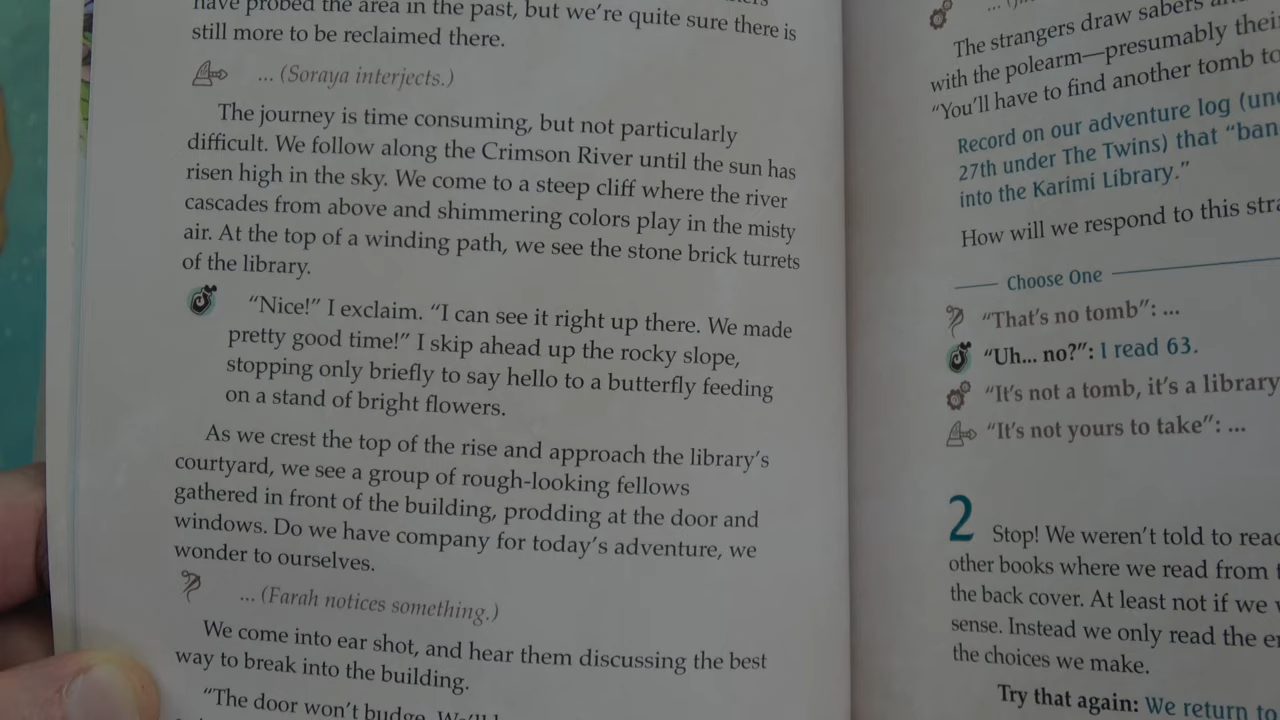 have probed the area in the past, but we're quite sure there is
still more to be reclaimed there.
... (Soraya interjects.)
The journey is time consuming, but not particularly
difficult. We follow along the Crimson River until the sun has
risen high in the sky. We come to a steep cliff where the river
cascades from above and shimmering colors play in the misty
air. At the top of a winding path, we see the stone brick turrets
of the library.
"Nice!" I exclaim. "I can see it right up there. We made
pretty good time!" I skip ahead up the rocky slope,
stopping only briefly to say hello to a butterfly feeding
on a stand of bright flowers.
As we crest the top of the rise and approach the library's
courtyard, we see a group of rough-looking fellows
gathered in front of the building, prodding at the door and
windows. Do we have company for today's adventure, we
wonder to ourselves.
... (Farah notices something.)
We come into ear shot, and hear them discussing the best
way to break into the building.
"The door won't budge.
The strangers draw sabers
with the polearm—presumably
"You'll have to find another tomb to
Record on our adventure log
27th under The Twins) that
into the Karimi Library."
How will we respond to this
Choose One
"That's no tomb": ...
"Uh... no?": I read 63.
"It's not a tomb, it's a library
"It's not yours to take": ...
2 Stop! We weren't told to
other books where we read from
the back cover. At least not if we
sense. Instead we only read the
the choices we make.
Try that again: We return to